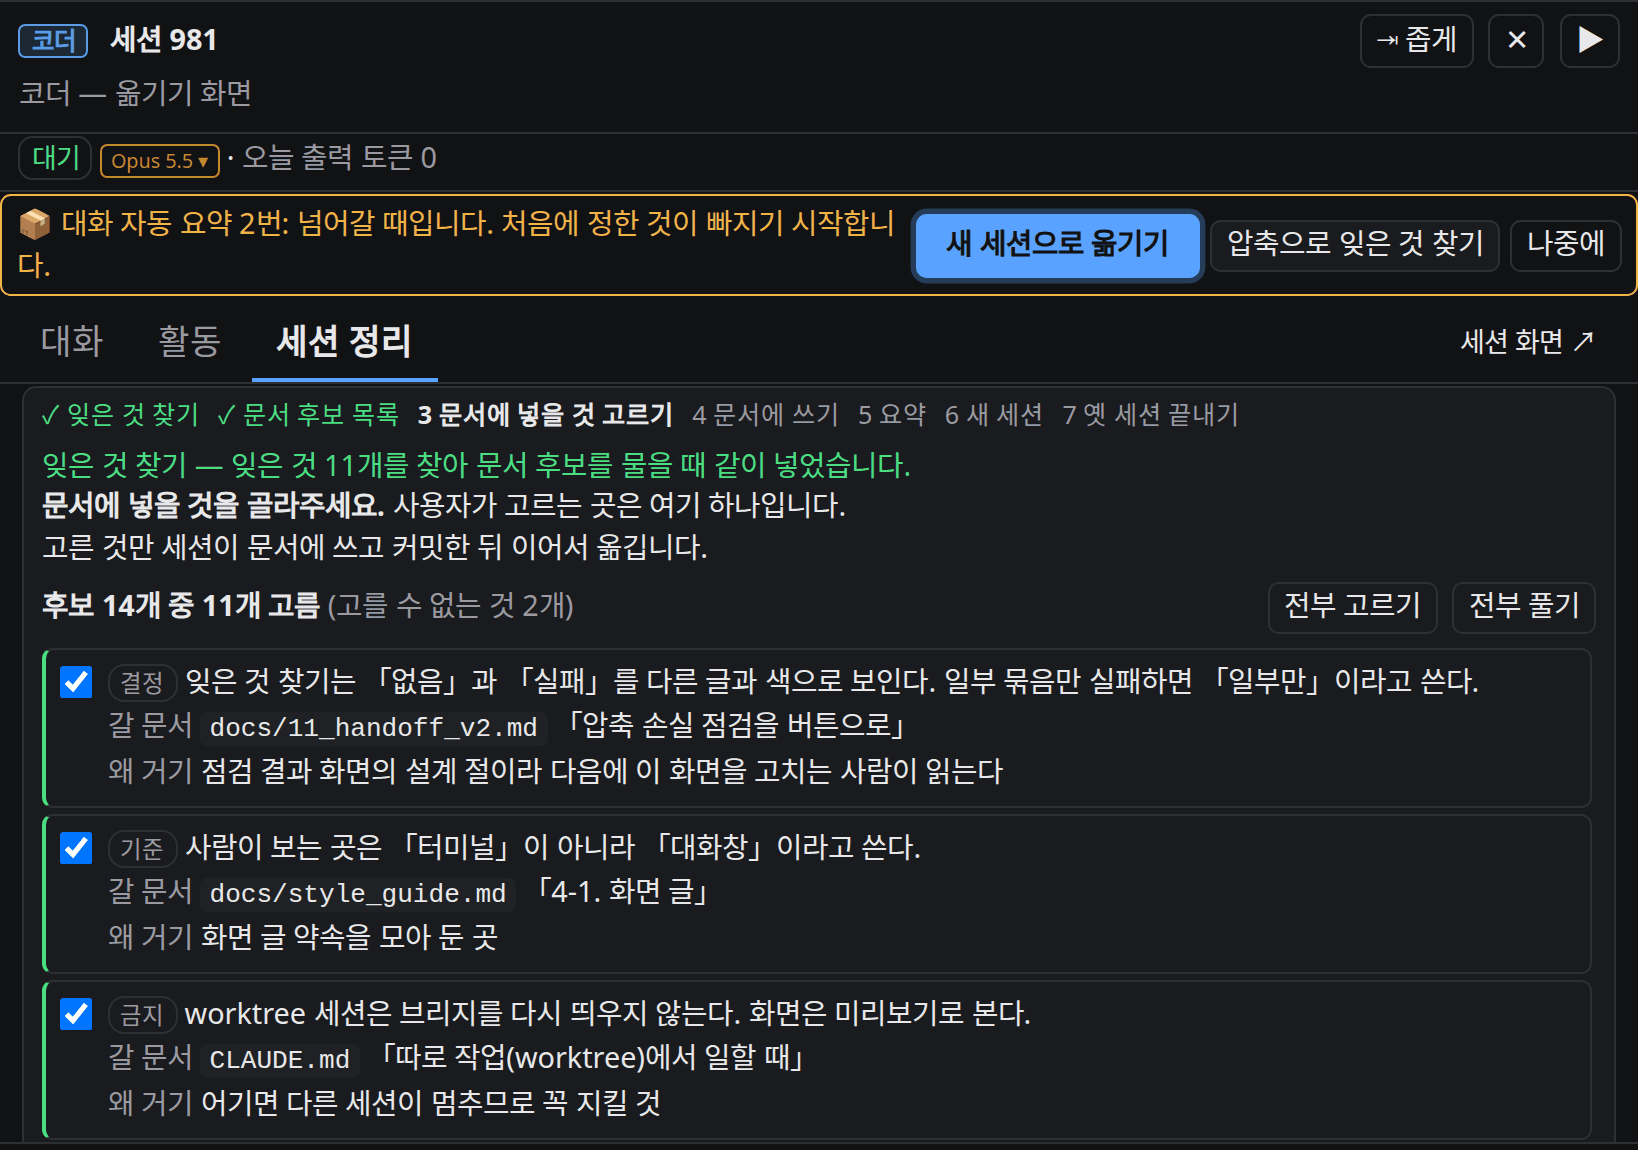 코더 세션 981
⇥ 좁게 ✕ ▶
코더 — 옮기기 화면
대기 Opus 5.5 ▾ · 오늘 출력 토큰 0
📦 대화 자동 요약 2번: 넘어갈 때입니다. 처음에 정한 것이 빠지기 시작합니
다.
새 세션으로 옮기기 압축으로 잊은 것 찾기 나중에
대화 활동 세션 정리 세션 화면 ↗
✓ 잊은 것 찾기 ✓ 문서 후보 목록 3 문서에 넣을 것 고르기 4 문서에 쓰기 5 요약 6 새 세션 7 옛 세션 끝내기
잊은 것 찾기 — 잊은 것 11개를 찾아 문서 후보를 물을 때 같이 넣었습니다.
문서에 넣을 것을 골라주세요. 사용자가 고르는 곳은 여기 하나입니다.
고른 것만 세션이 문서에 쓰고 커밋한 뒤 이어서 옮깁니다.
후보 14개 중 11개 고름 (고를 수 없는 것 2개) 전부 고르기 전부 풀기
결정 잊은 것 찾기는 「없음」과 「실패」를 다른 글과 색으로 보인다. 일부 묶음만 실패하면 「일부만」이라고 쓴다.
갈 문서 docs/11_handoff_v2.md 「압축 손실 점검을 버튼으로」
왜 거기 점검 결과 화면의 설계 절이라 다음에 이 화면을 고치는 사람이 읽는다
기준 사람이 보는 곳은 「터미널」이 아니라 「대화창」이라고 쓴다.
갈 문서 docs/style_guide.md 「4-1. 화면 글」
왜 거기 화면 글 약속을 모아 둔 곳
금지 worktree 세션은 브리지를 다시 띄우지 않는다. 화면은 미리보기로 본다.
갈 문서 CLAUDE.md 「따로 작업(worktree)에서 일할 때」
왜 거기 어기면 다른 세션이 멈추므로 꼭 지킬 것